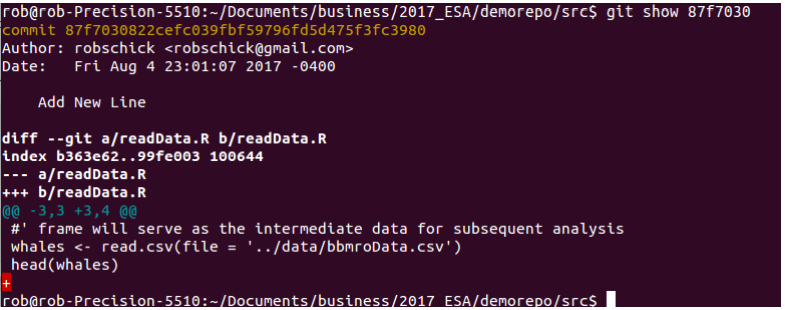 rob@rob-Precision-5510:~/Documents/business/2017_ESA/demorepo/src$ git show 87f7030
commit 87f7030822cefc039fbf59796fd5d475f3fc3980
Author: robschick <robschick@gmail.com>
Date:   Fri Aug 4 23:01:07 2017 -0400

    Add New Line

diff --git a/readData.R b/readData.R
index b363e62..99fe003 100644
--- a/readData.R
+++ b/readData.R
@@ -3,3 +3,4 @@
 #' frame will serve as the intermediate data for subsequent analysis
 whales <- read.csv(file = '../data/bbmroData.csv')
 head(whales)
+
rob@rob-Precision-5510:~/Documents/business/2017_ESA/demorepo/src$